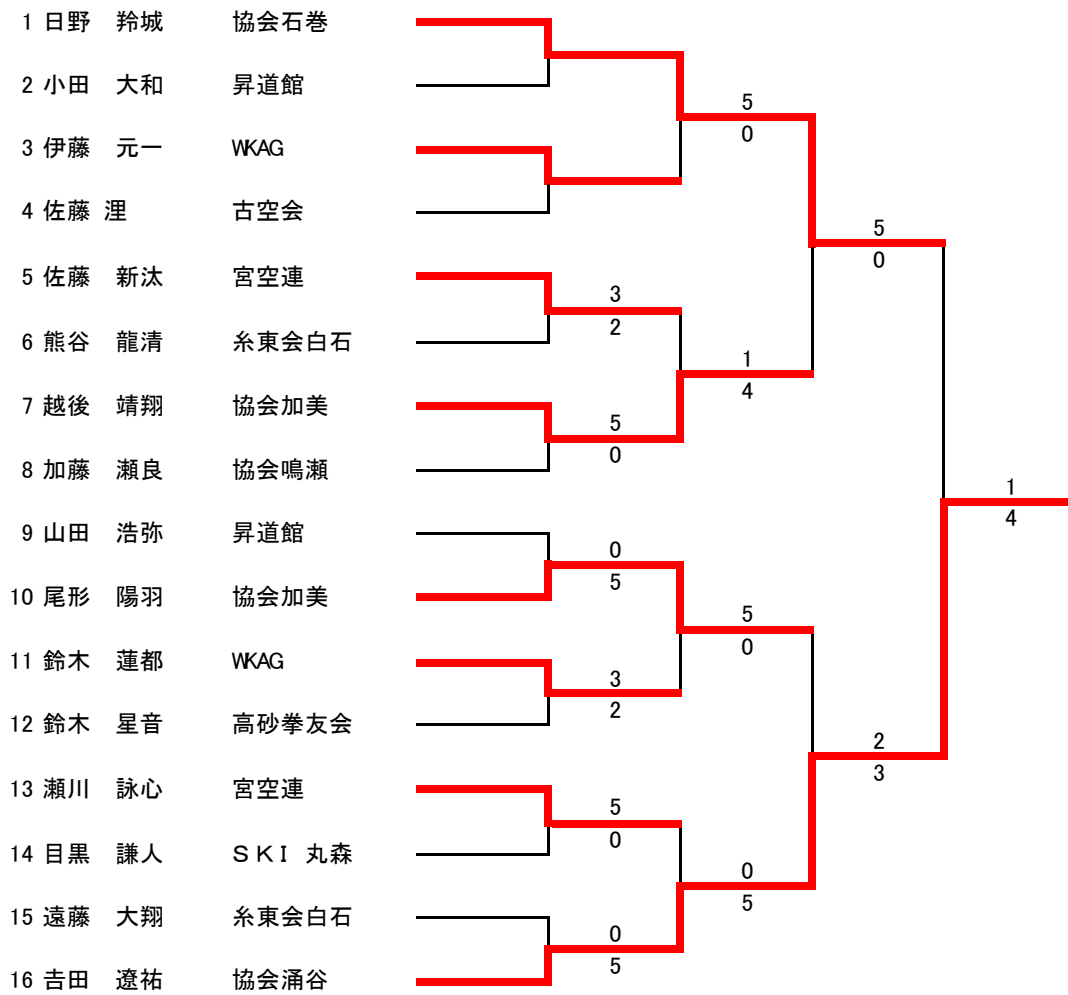 1 日野 羚城 協会石巻
2 小田 大和 昇道館
3 伊藤 元一 WKAG
4 佐藤 浬 古空会
5 佐藤 新汰 宮空連
6 熊谷 龍清 糸東会白石
7 越後 靖翔 協会加美
8 加藤 瀬良 協会鳴瀬
9 山田 浩弥 昇道館
10 尾形 陽羽 協会加美
11 鈴木 蓮都 WKAG
12 鈴木 星音 高砂拳友会
13 瀬川 詠心 宮空連
14 目黒 謙人 ＳＫＩ 丸森
15 遠藤 大翔 糸東会白石
16 𠮷田 遼祐 協会涌谷
3
2
5
0
0
5
3
2
5
0
0
5
5
0
1
4
5
0
0
5
5
0
2
3
1
4